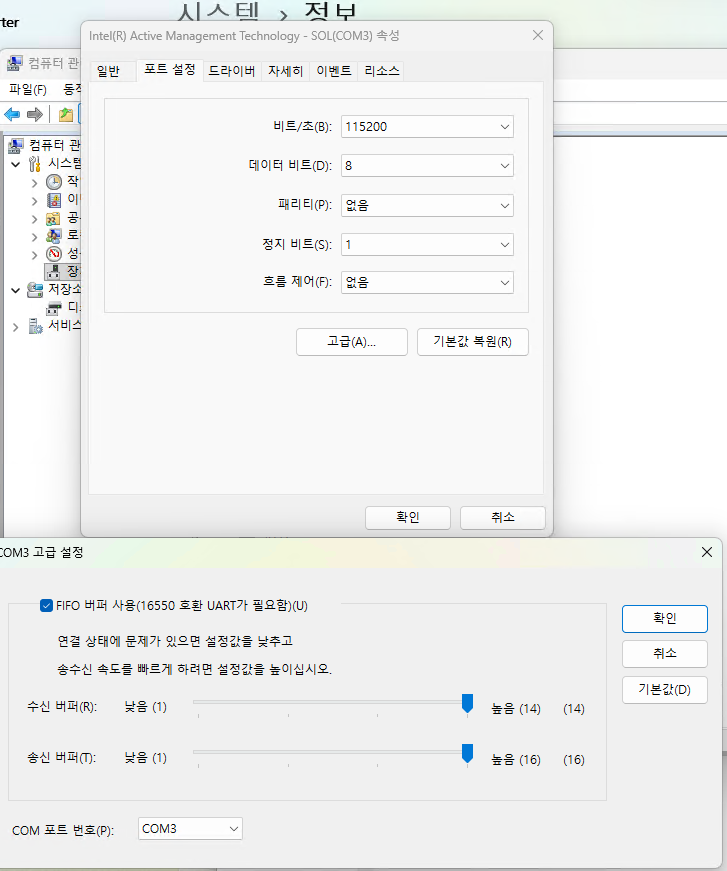 시스템 › 정보
rter
Intel(R) Active Management Technology - SOL(COM3) 속성
컴퓨터 관
파일(F) 동작
일반 포트 설정 드라이버 자세히 이벤트 리소스
비트/초(B): 115200
데이터 비트(D): 8
패리티(P): 없음
정지 비트(S): 1
흐름 제어(F): 없음
고급(A)... 기본값 복원(R)
확인 취소
컴퓨터 관
시스템
작
이
공
로
성
장
저장소
디
서비스
COM3 고급 설정
FIFO 버퍼 사용(16550 호환 UART가 필요함)(U)
연결 상태에 문제가 있으면 설정값을 낮추고
송수신 속도를 빠르게 하려면 설정값을 높이십시오.
수신 버퍼(R): 낮음 (1) 높음 (14) (14)
송신 버퍼(T): 낮음 (1) 높음 (16) (16)
COM 포트 번호(P): COM3
확인
취소
기본값(D)